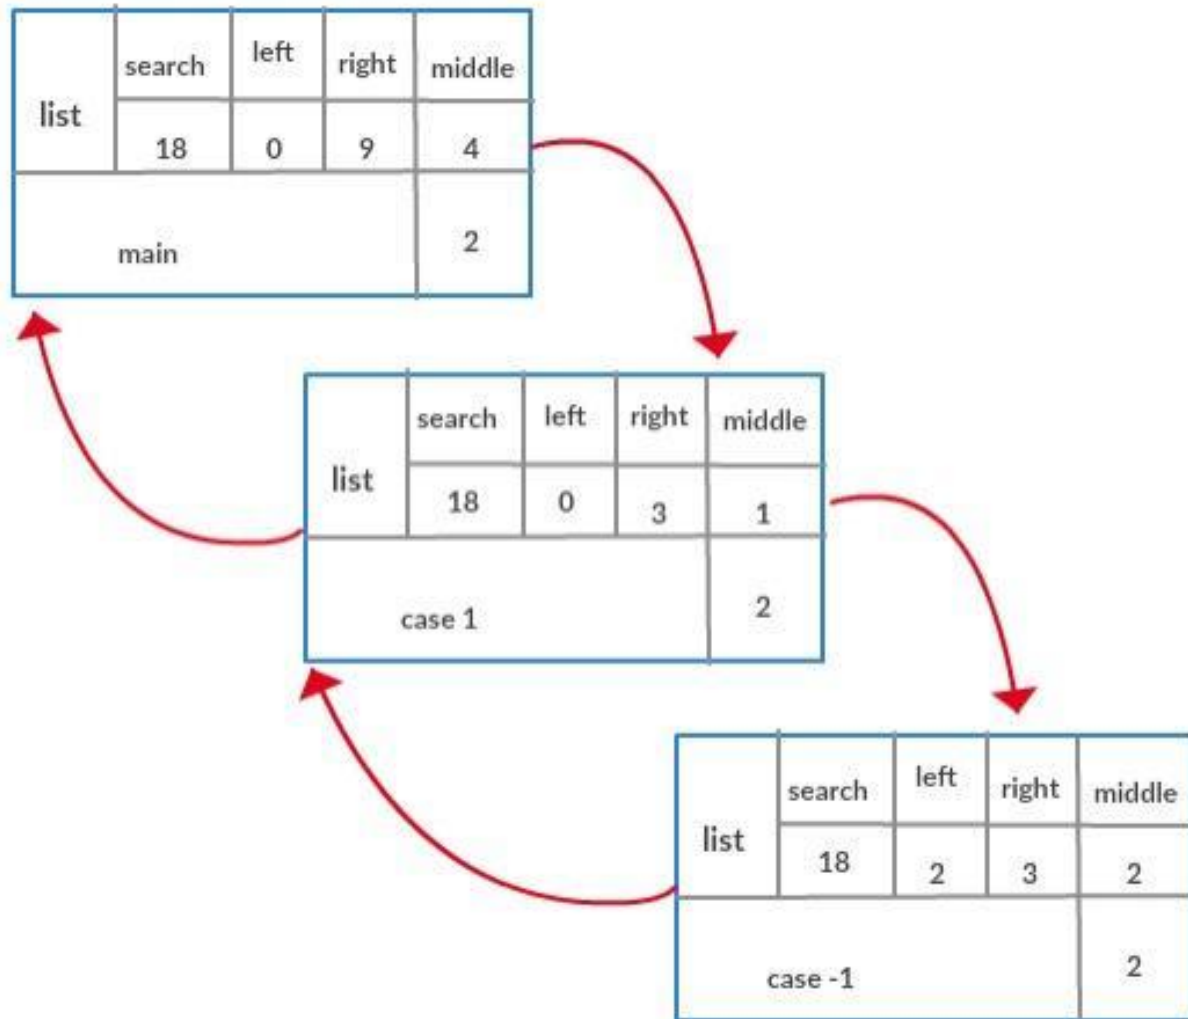 list search left right middle
18 0 9 4
main 2
list search left right middle
18 0 3 1
case 1 2
list search left right middle
18 2 3 2
case -1 2